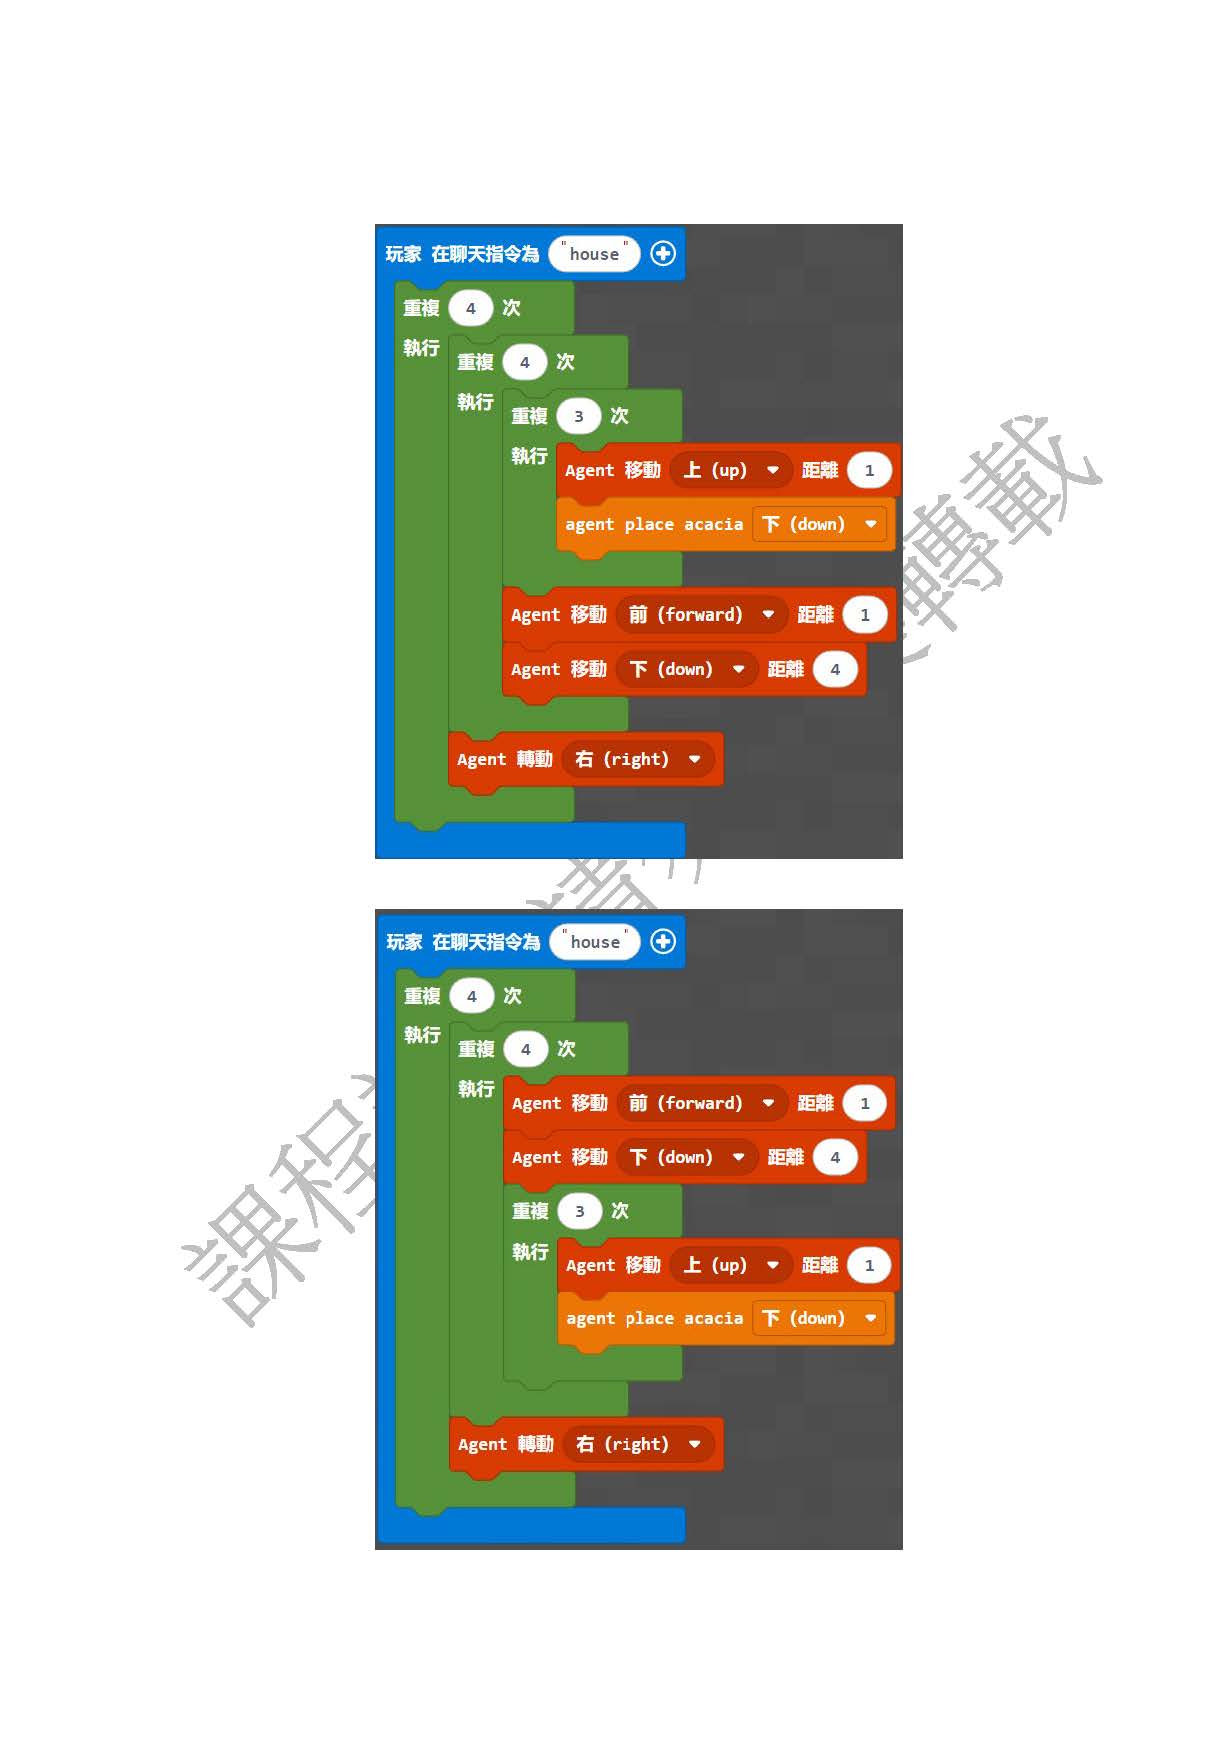 玩家 在聊天指令為 "house"
重複 4 次
執行 重複 4 次
執行 重複 3 次
執行 Agent 移動 上 (up) 距離 1
agent place acacia 下 (down)
Agent 移動 前 (forward) 距離 1
Agent 移動 下 (down) 距離 4
Agent 轉動 右 (right)
玩家 在聊天指令為 "house"
重複 4 次
執行 重複 4 次
執行 Agent 移動 前 (forward) 距離 1
Agent 移動 下 (down) 距離 4
重複 3 次
執行 Agent 移動 上 (up) 距離 1
agent place acacia 下 (down)
Agent 轉動 右 (right)
課程 轉載